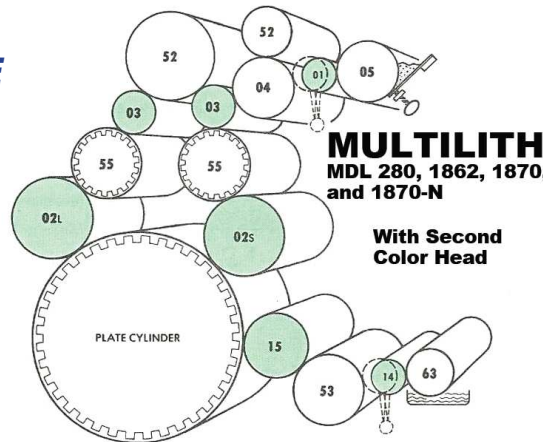 52
52
01
05
04
03
03
55
55
MULTILITH
MDL 280, 1862, 1870
and 1870-N
02L
02S
With Second
Color Head
PLATE CYLINDER
15
53
14
63